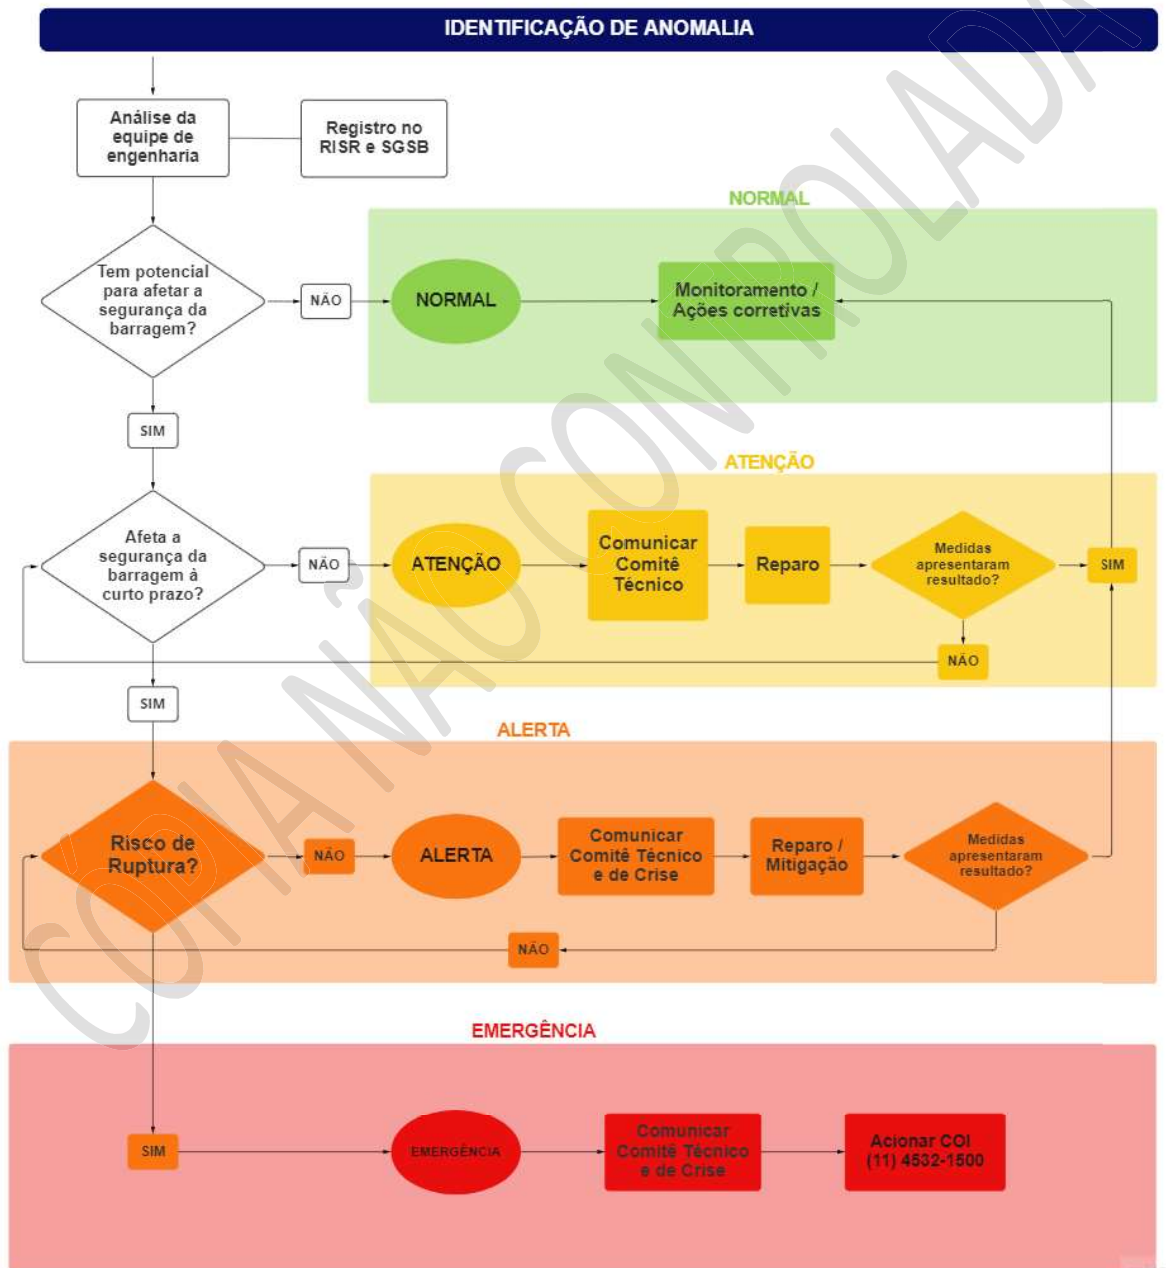 IDENTIFICAÇÃO DE ANOMALIA
Análise da
equipe de
engenharia
Registro no
RISR e SGSB
NORMAL
Tem potencial
para afetar a
segurança da
barragem?
NÃO
NORMAL
Monitoramento /
Ações corretivas
SIM
ATENÇÃO
Afeta a
segurança da
barragem à
curto prazo?
NÃO
ATENÇÃO
Comunicar
Comitê
Técnico
Reparo
Medidas
apresentaram
resultado?
SIM
NÃO
SIM
ALERTA
Risco de
Ruptura?
NÃO
ALERTA
Comunicar
Comitê Técnico
e de Crise
Reparo /
Mitigação
Medidas
apresentaram
resultado?
NÃO
EMERGÊNCIA
SIM
EMERGÊNCIA
Comunicar
Comitê Técnico
e de Crise
Acionar COI
(11) 4532-1500
CÓPIA NÃO CONTROLADA